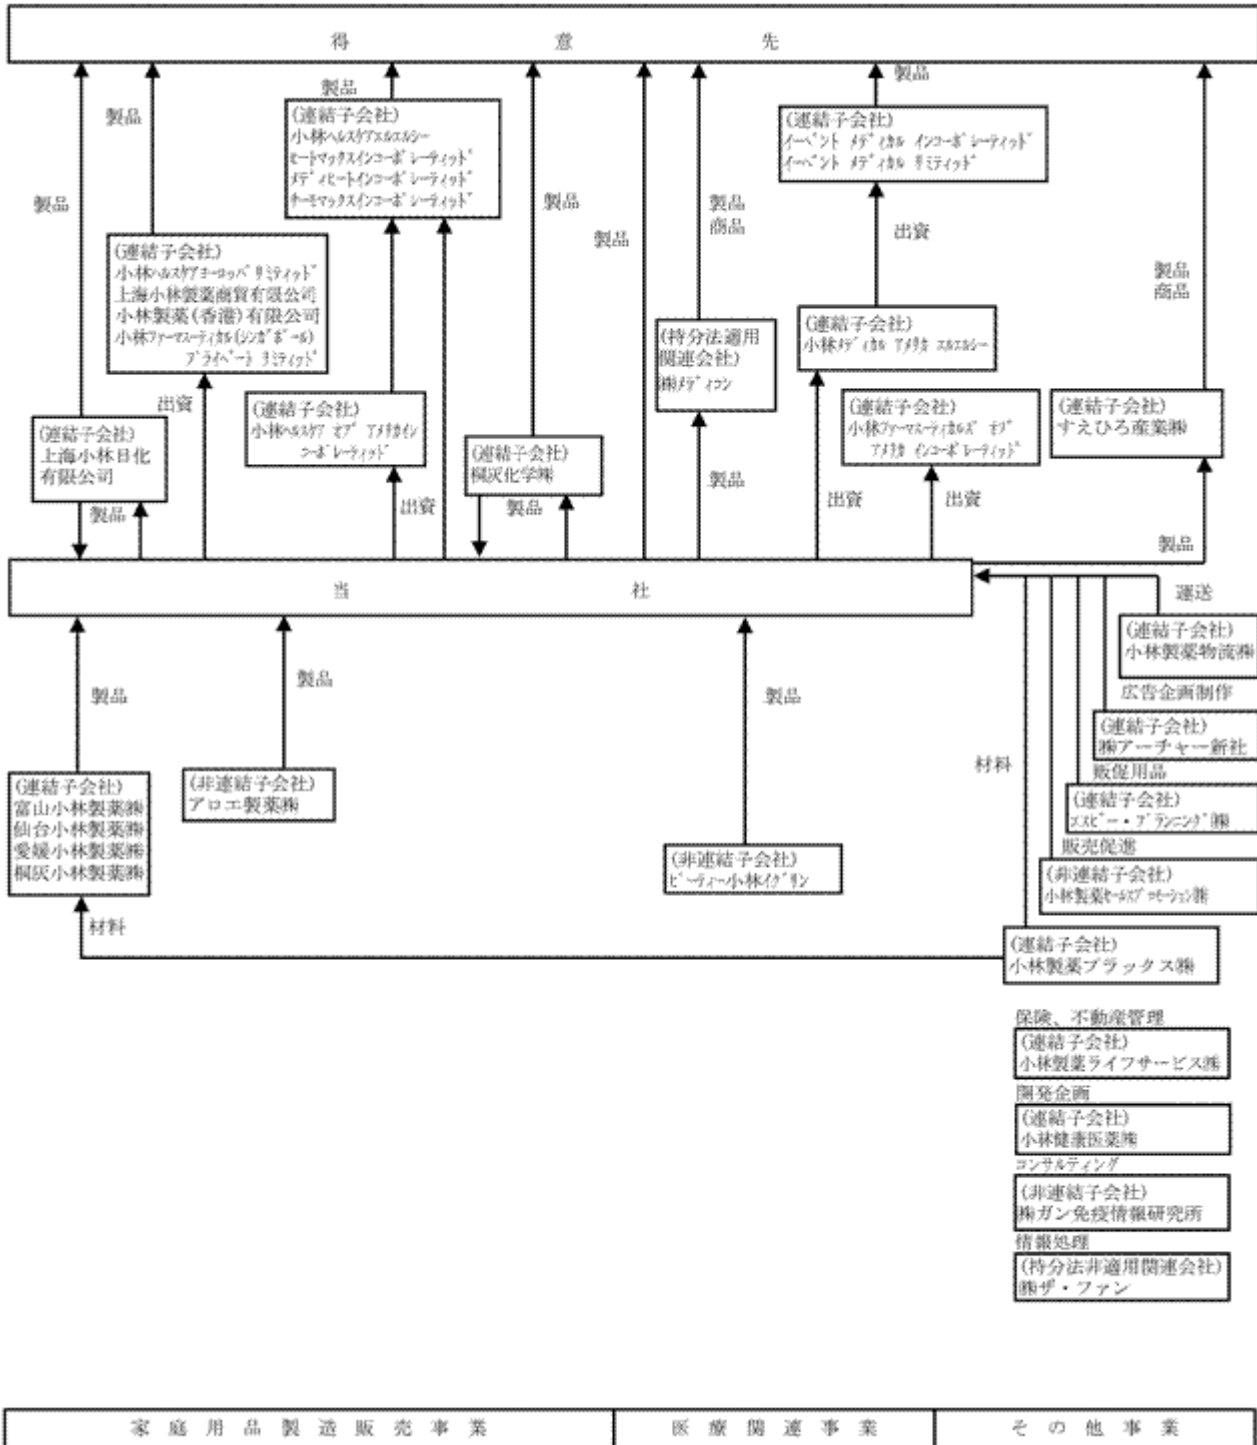 得意先
製品
製品
製品
(連結子会社)
小林ヘルスケアエルエルシー
ヒートマックスインコーポレーティッド
メディヒートインコーポレーティッド
チーモマックスインコーポレーティッド
製品
製品
製品
商品
製品
(連結子会社)
イーベント メディカル インコーポレーティッド
イーベント メディカル リミティッド
出資
製品
商品
(連結子会社)
小林ヘルスケアヨーロッパ リミティッド
上海小林製薬商貿有限公司
小林製薬(香港)有限公司
小林ファーマスーティカル(シンガポール)
プライベート リミティッド
(持分法適用
関連会社)
㈱メディコン
(連結子会社)
小林メディカル アメリカ エルエルシー
出資
(連結子会社)
小林ヘルスケア オブ アメリカイン
コーポレーティッド
(連結子会社)
小林ファーマスーティカルズ オブ
アメリカ インコーポレーティッド
(連結子会社)
すえひろ産業㈱
(連結子会社)
上海小林日化
有限公司
(連結子会社)
桐灰化学㈱
製品
製品
出資
製品
出資
出資
製品
当社
運送
(連結子会社)
小林製薬物流㈱
製品
製品
製品
広告企画制作
(連結子会社)
㈱アーチャー新社
材料
販促用品
(連結子会社)
エスピー・プランニング㈱
(連結子会社)
富山小林製薬㈱
仙台小林製薬㈱
愛媛小林製薬㈱
桐灰小林製薬㈱
(非連結子会社)
アロエ製薬㈱
販売促進
(非連結子会社)
小林製薬セールスプロモーション㈱
(非連結子会社)
ピーティー小林イグリン
材料
(連結子会社)
小林製薬プラックス㈱
保険、不動産管理
(連結子会社)
小林製薬ライフサービス㈱
開発企画
(連結子会社)
小林健康医薬㈱
コンサルティング
(非連結子会社)
㈱ガン免疫情報研究所
情報処理
(持分法非適用関連会社)
㈱ザ・ファン
家庭用品製造販売事業
医療関連事業
その他事業